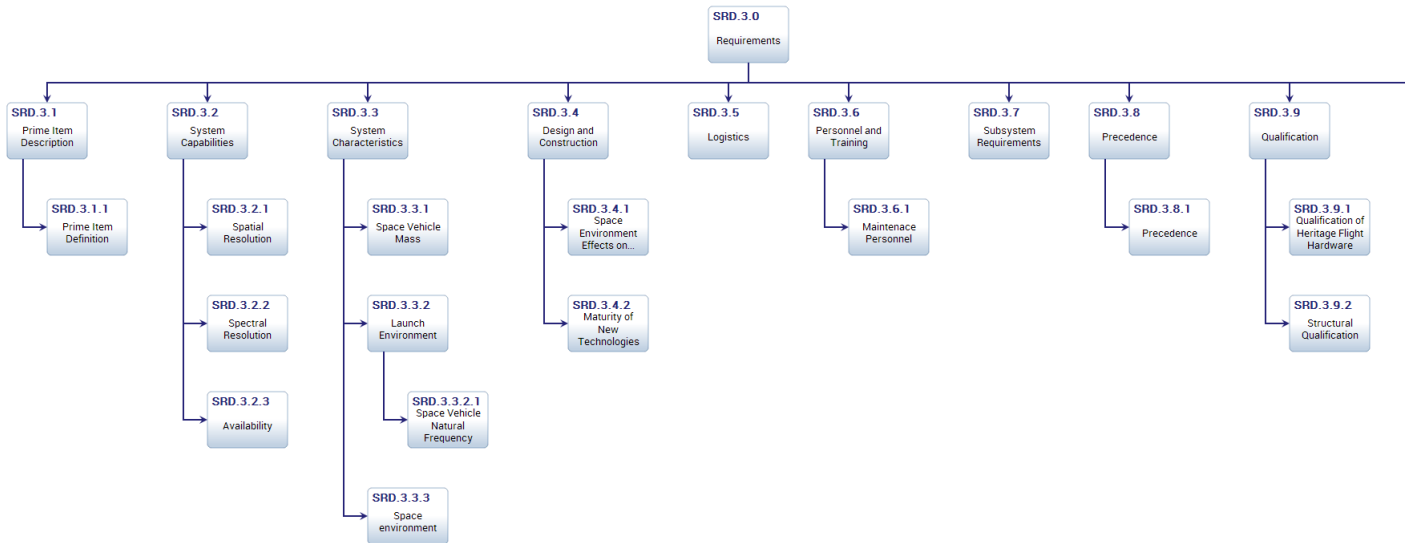 SRD.3.0
Requirements
SRD.3.1
Prime Item
Description
SRD.3.2
System
Capabilities
SRD.3.3
System
Characteristics
SRD.3.4
Design and
Construction
SRD.3.5
Logistics
SRD.3.6
Personnel and
Training
SRD.3.7
Subsystem
Requirements
SRD.3.8
Precedence
SRD.3.9
Qualification
SRD.3.1.1
Prime Item
Definition
SRD.3.2.1
Spatial
Resolution
SRD.3.3.1
Space Vehicle
Mass
SRD.3.4.1
Space
Environment
Effects on...
SRD.3.6.1
Maintenace
Personnel
SRD.3.8.1
Precedence
SRD.3.9.1
Qualification of
Heritage Flight
Hardware
SRD.3.2.2
Spectral
Resolution
SRD.3.3.2
Launch
Environment
SRD.3.4.2
Maturity of
New
Technologies
SRD.3.9.2
Structural
Qualification
SRD.3.2.3
Availability
SRD.3.3.2.1
Space Vehicle
Natural
Frequency
SRD.3.3.3
Space
environment